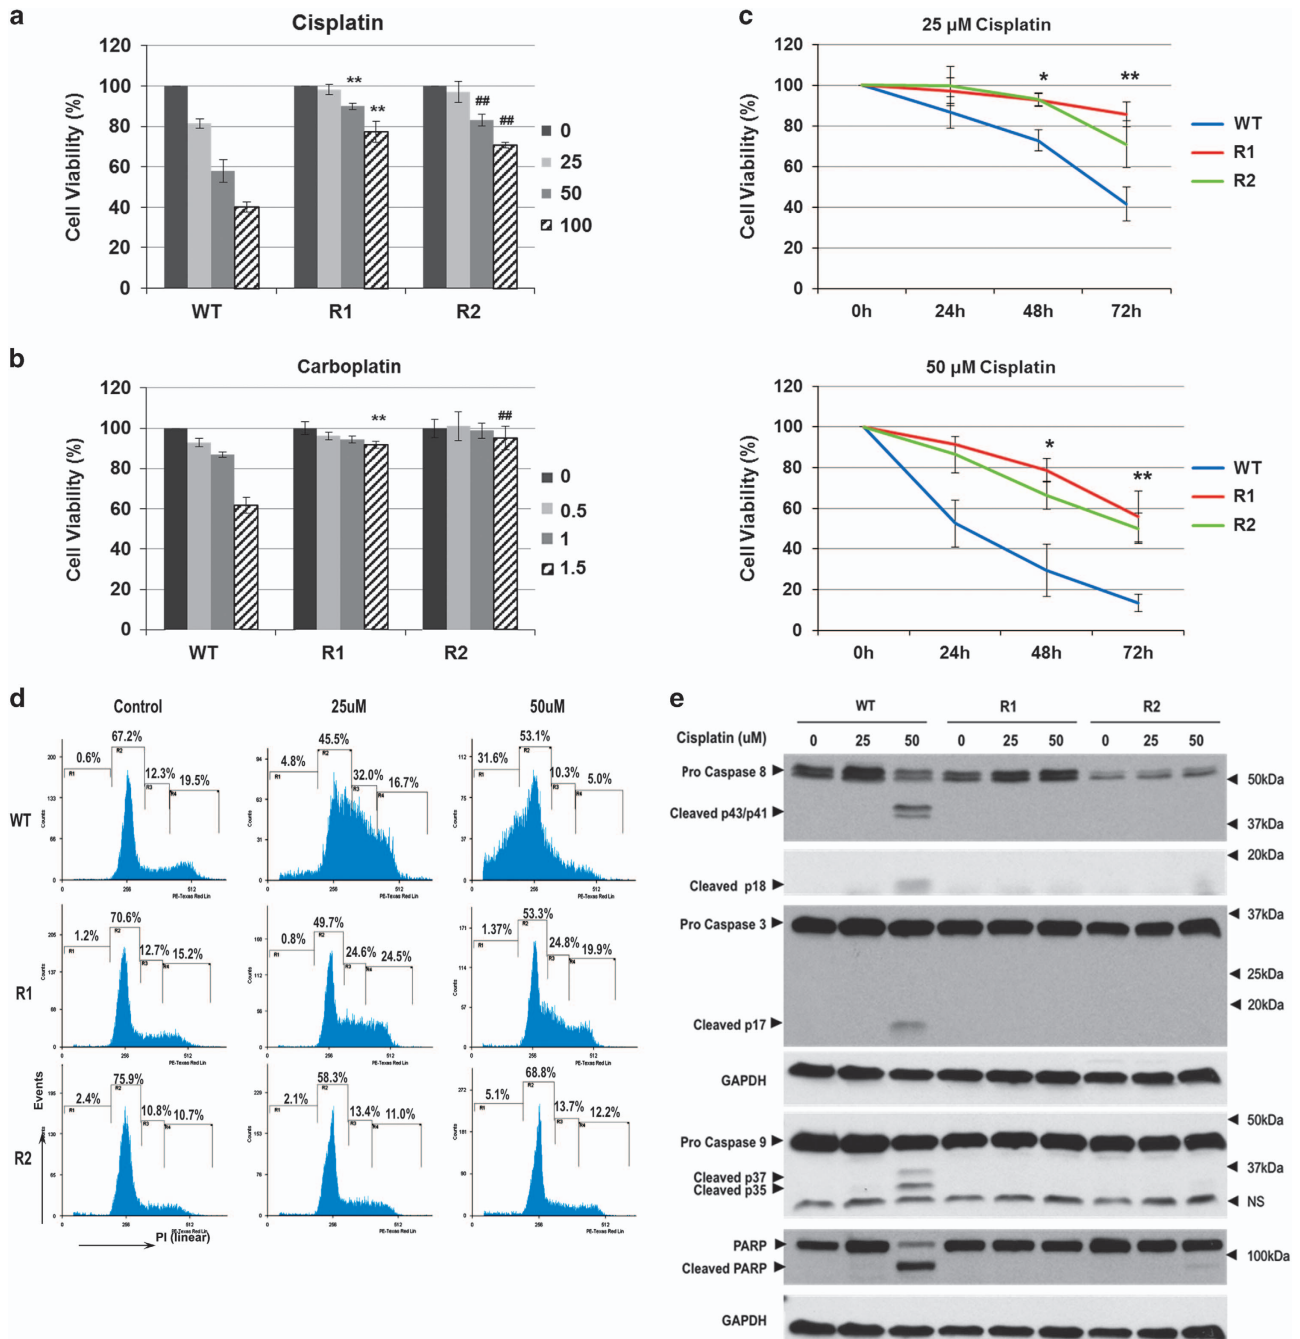 a
Cisplatin
120
100
80
60
40
20
0
Cell Viability (%)
**
**
##
##
WT
R1
R2
0
25
50
100
b
Carboplatin
120
100
80
60
40
20
0
Cell Viability (%)
**
##
WT
R1
R2
0
0.5
1
1.5
c
25 µM Cisplatin
120
100
80
60
40
20
0
Cell Viability (%)
*
**
0h
24h
48h
72h
WT
R1
R2
50 µM Cisplatin
120
100
80
60
40
20
0
Cell Viability (%)
*
**
0h
24h
48h
72h
WT
R1
R2
d
Control
25uM
50uM
WT
0.6%
67.2%
12.3%
19.5%
4.8%
45.5%
32.0%
16.7%
31.6%
53.1%
10.3%
5.0%
R1
1.2%
70.6%
12.7%
15.2%
0.8%
49.7%
24.6%
24.5%
1.37%
53.3%
24.8%
19.9%
R2
2.4%
75.9%
10.8%
10.7%
2.1%
58.3%
13.4%
11.0%
5.1%
68.8%
13.7%
12.2%
Events
PI (linear)
e
WT
R1
R2
Cisplatin (uM)
0
25
50
0
25
50
0
25
50
Pro Caspase 8
50kDa
Cleaved p43/p41
37kDa
20kDa
Cleaved p18
Pro Caspase 3
37kDa
25kDa
20kDa
Cleaved p17
GAPDH
50kDa
Pro Caspase 9
37kDa
Cleaved p37
Cleaved p35
NS
PARP
100kDa
Cleaved PARP
GAPDH